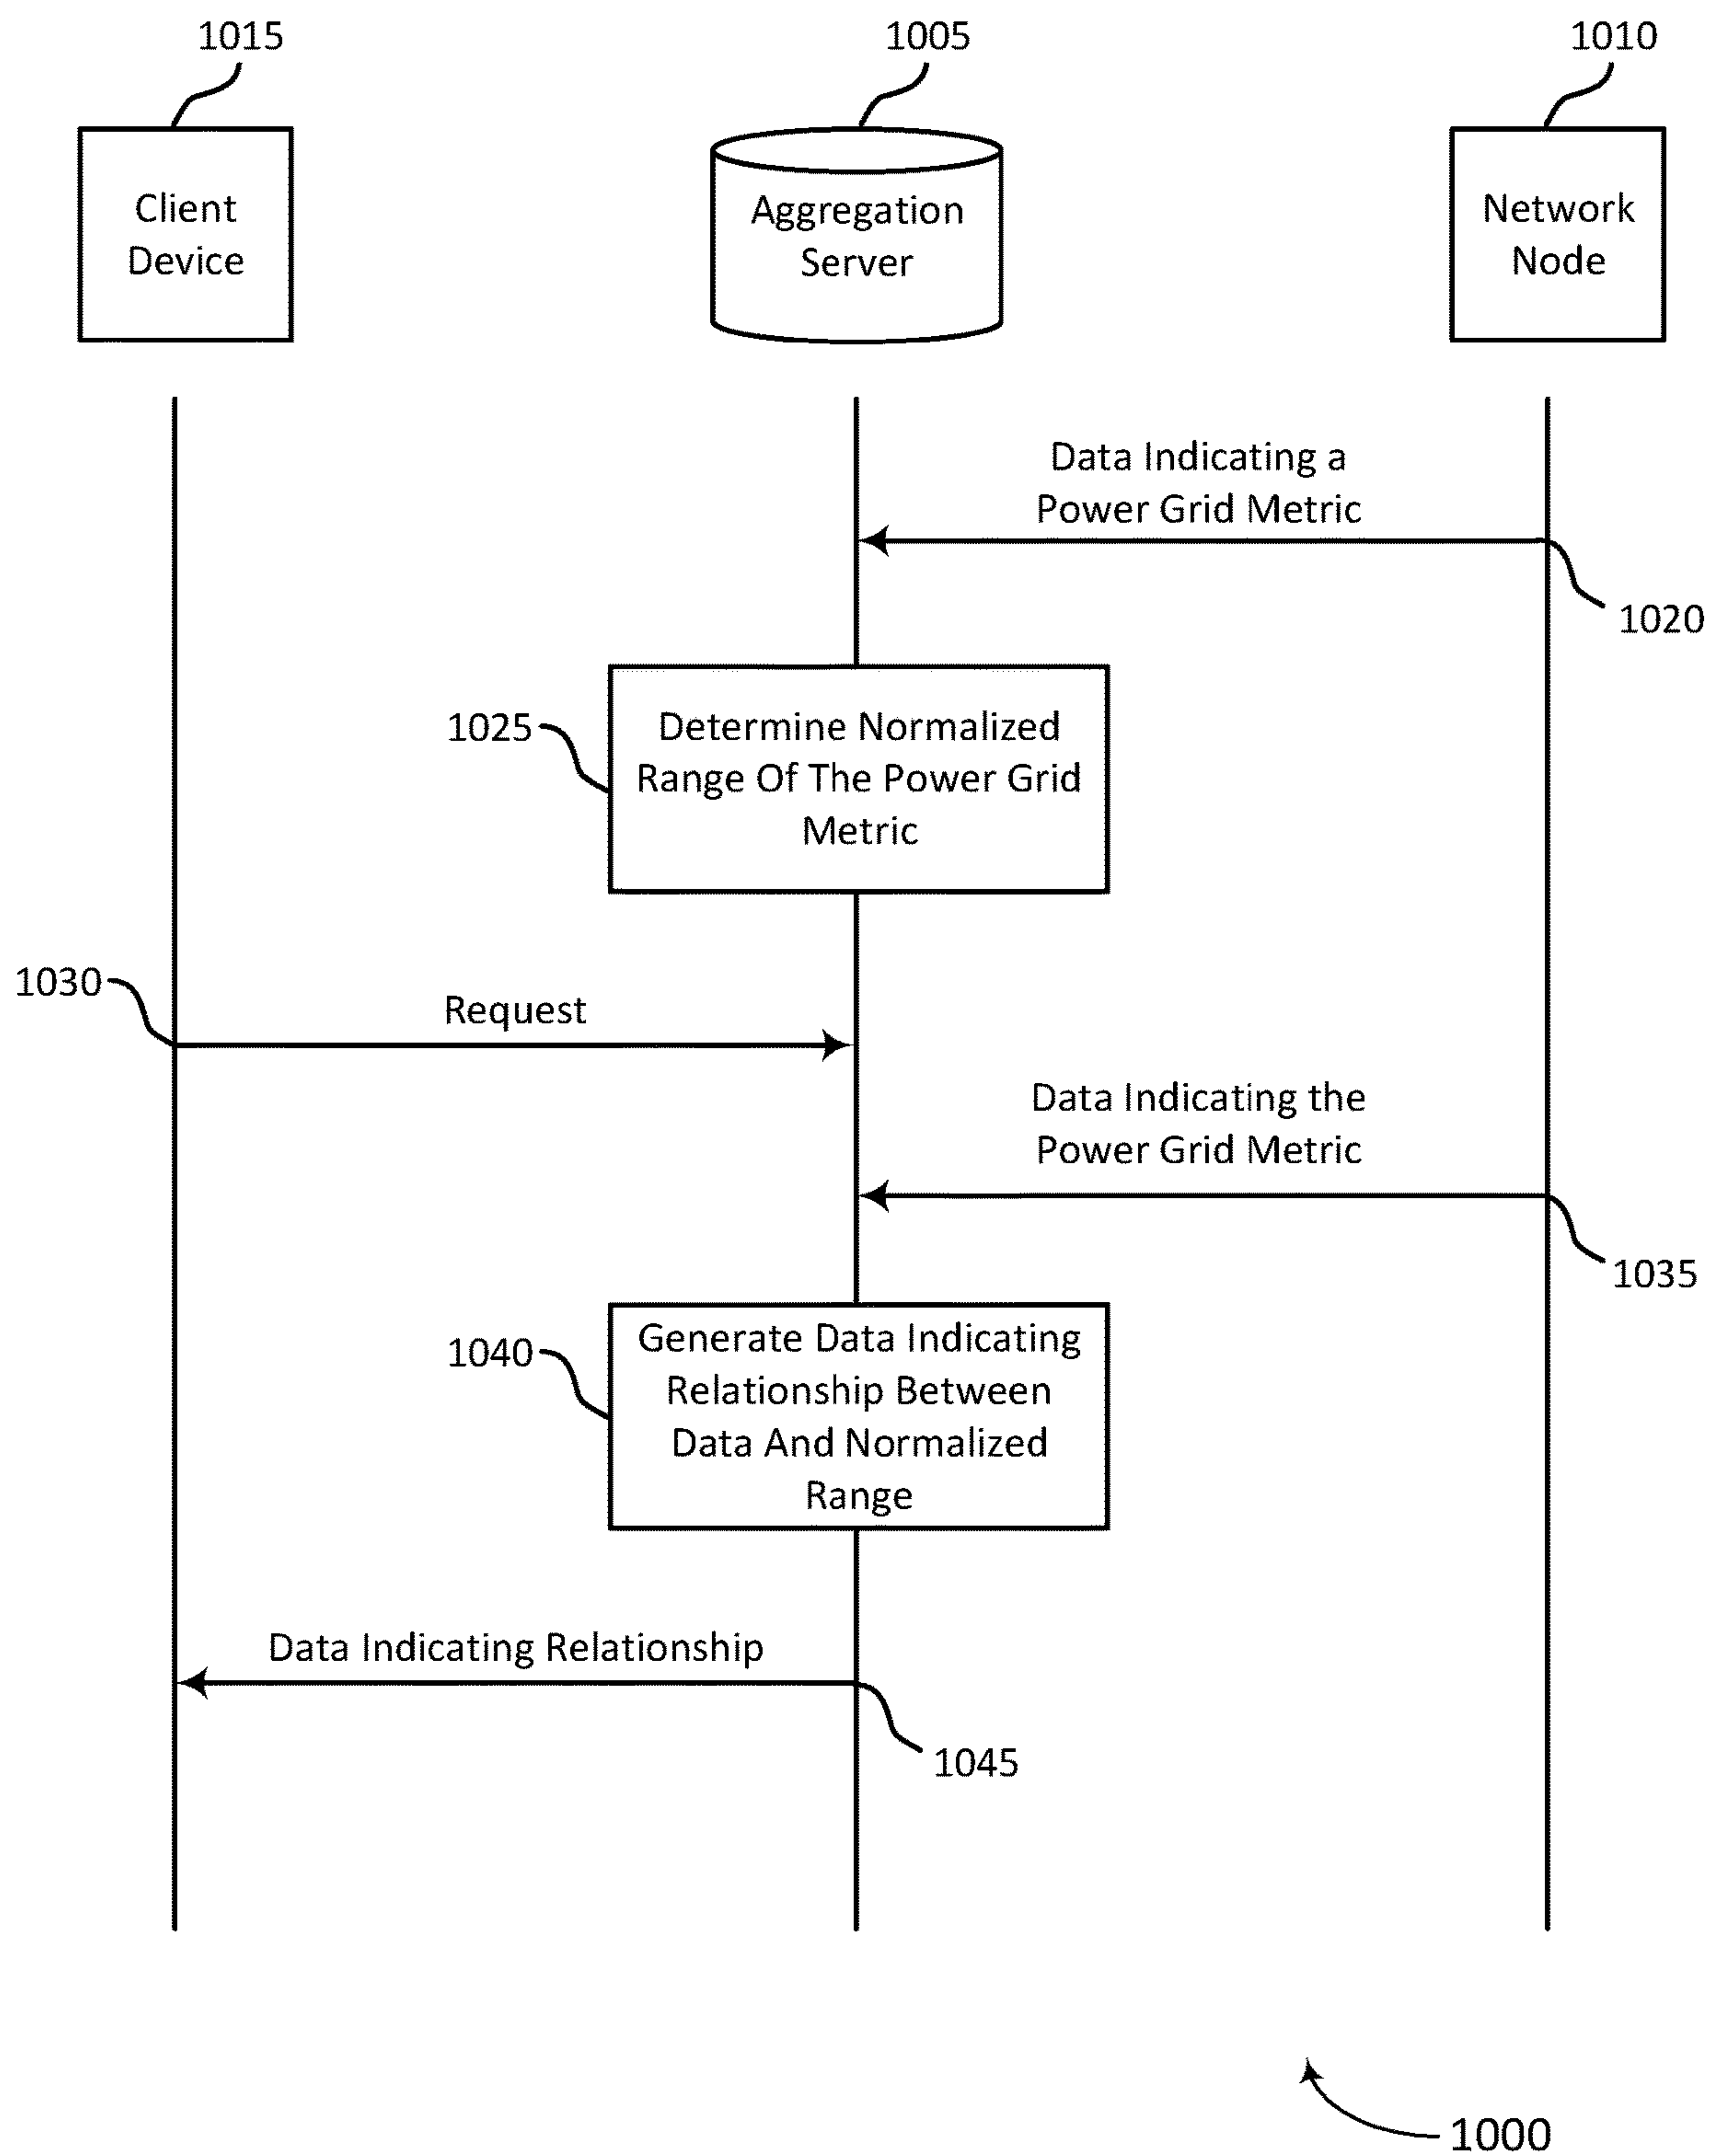 1015
1005
1010
Client
Device
Aggregation
Server
Network
Node
Data Indicating a
Power Grid Metric
1020
1025
Determine Normalized
Range Of The Power Grid
Metric
1030
Request
Data Indicating the
Power Grid Metric
1035
1040
Generate Data Indicating
Relationship Between
Data And Normalized
Range
Data Indicating Relationship
1045
1000